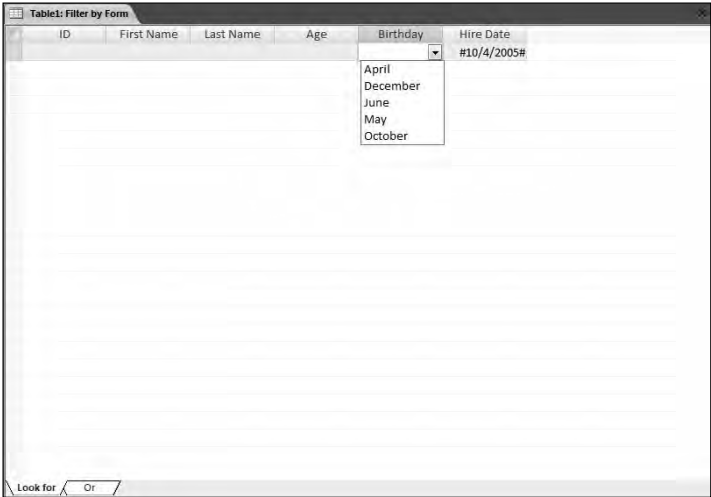 Table1: Filter by Form
ID First Name Last Name Age Birthday Hire Date
#10/4/2005#
April
December
June
May
October
Look for Or